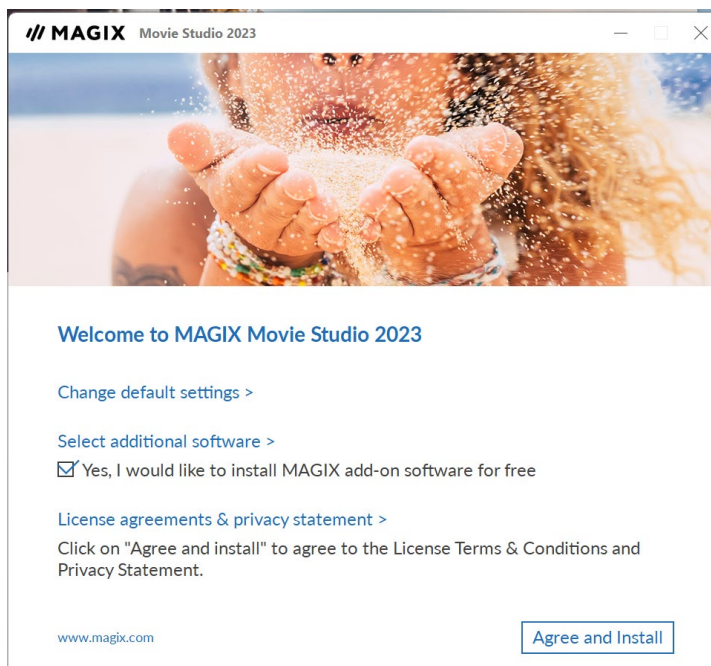 MAGIX Movie Studio 2023
Welcome to MAGIX Movie Studio 2023
Change default settings >
Select additional software >
Yes, I would like to install MAGIX add-on software for free
License agreements & privacy statement >
Click on "Agree and install" to agree to the License Terms & Conditions and
Privacy Statement.
www.magix.com Agree and Install